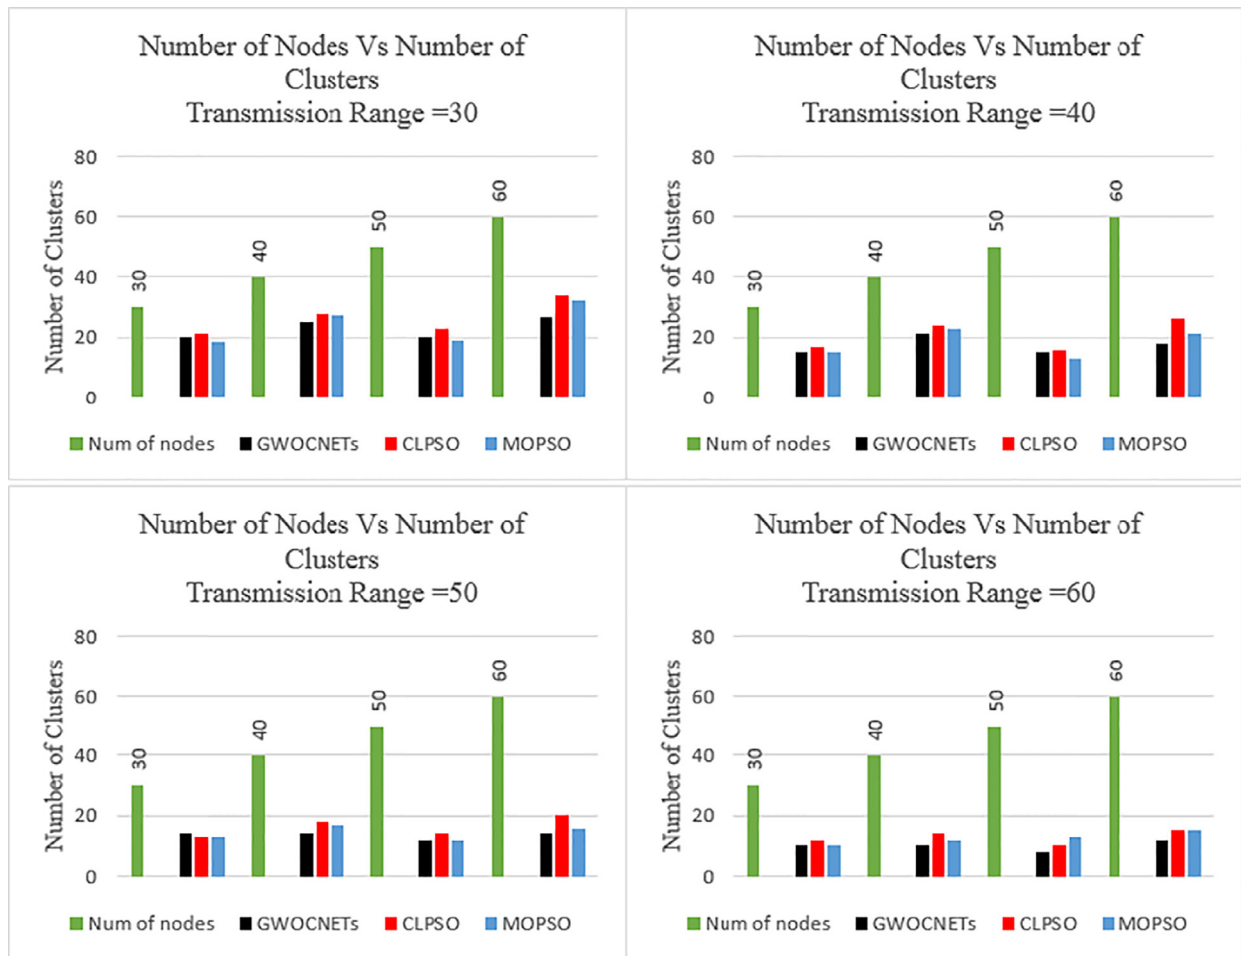 Number of Nodes Vs Number of
Clusters
Transmission Range =30
Number of Clusters
80
60
40
20
0
30
40
50
60
Num of nodes GWOCNETs CLPSO MOPSO
Number of Nodes Vs Number of
Clusters
Transmission Range =40
Number of Clusters
80
60
40
20
0
30
40
50
60
Num of nodes GWOCNETs CLPSO MOPSO
Number of Nodes Vs Number of
Clusters
Transmission Range =50
Number of Clusters
80
60
40
20
0
30
40
50
60
Num of nodes GWOCNETs CLPSO MOPSO
Number of Nodes Vs Number of
Clusters
Transmission Range =60
Number of Clusters
80
60
40
20
0
30
40
50
60
Num of nodes GWOCNETs CLPSO MOPSO